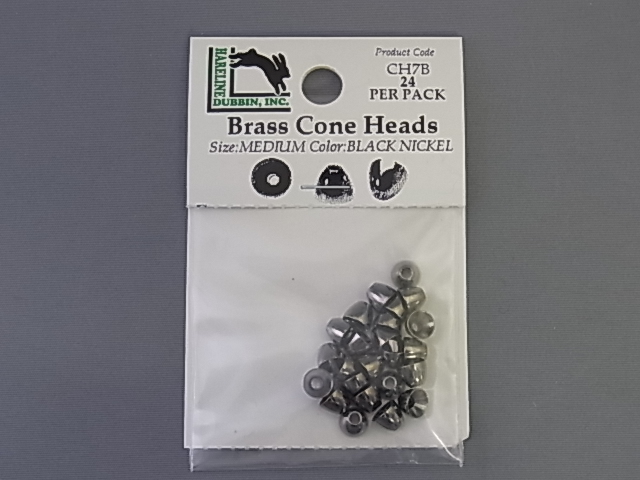 HARELINE
DUBBIN, INC.
Product Code
CH7B
24
PER PACK
Brass Cone Heads
Size:MEDIUM Color:BLACK NICKEL